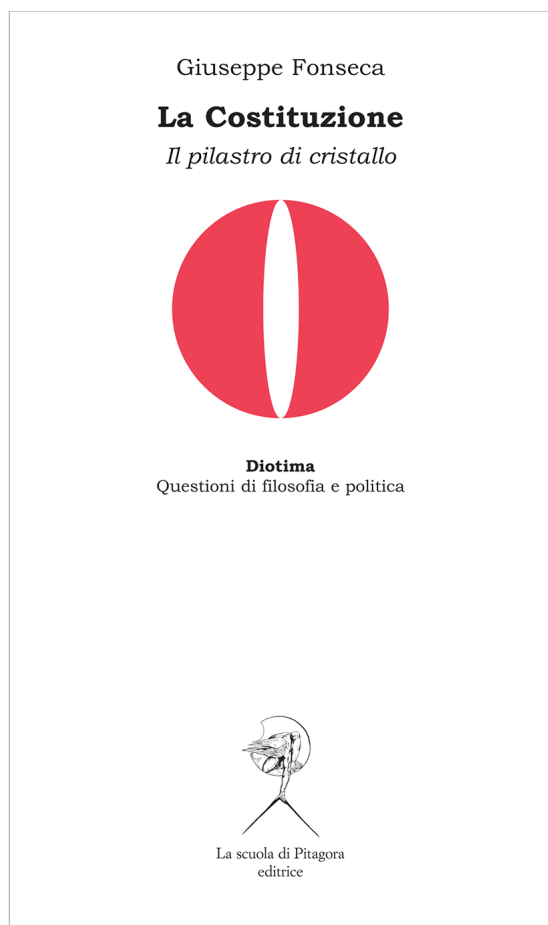 Giuseppe Fonseca
La Costituzione
Il pilastro di cristallo
Diotima
Questioni di filosofia e politica
La scuola di Pitagora
editrice